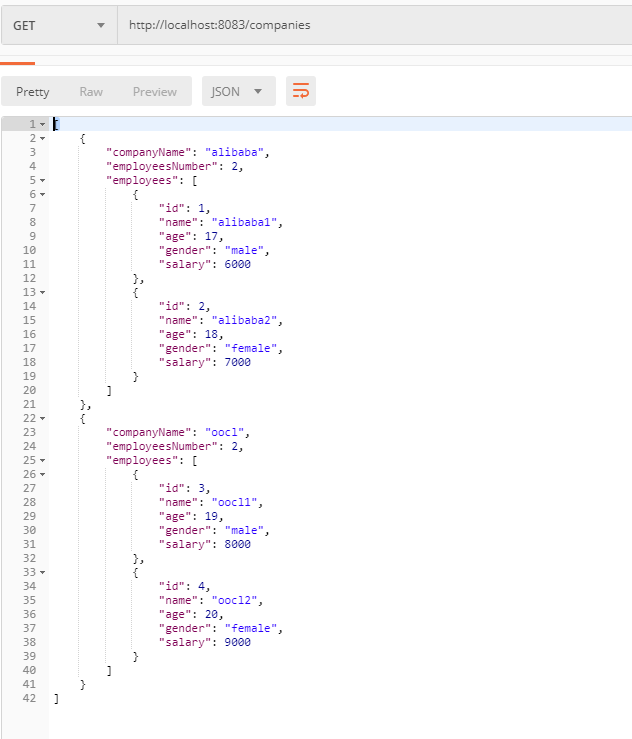 GET http://localhost:8083/companies
Pretty Raw Preview JSON
1 [
2 {
3 "companyName": "alibaba",
4 "employeesNumber": 2,
5 "employees": [
6 {
7 "id": 1,
8 "name": "alibaba1",
9 "age": 17,
10 "gender": "male",
11 "salary": 6000
12 },
13 {
14 "id": 2,
15 "name": "alibaba2",
16 "age": 18,
17 "gender": "female",
18 "salary": 7000
19 }
20 ]
21 },
22 {
23 "companyName": "oocl",
24 "employeesNumber": 2,
25 "employees": [
26 {
27 "id": 3,
28 "name": "oocl1",
29 "age": 19,
30 "gender": "male",
31 "salary": 8000
32 },
33 {
34 "id": 4,
35 "name": "oocl2",
36 "age": 20,
37 "gender": "female",
38 "salary": 9000
39 }
40 ]
41 }
42 ]